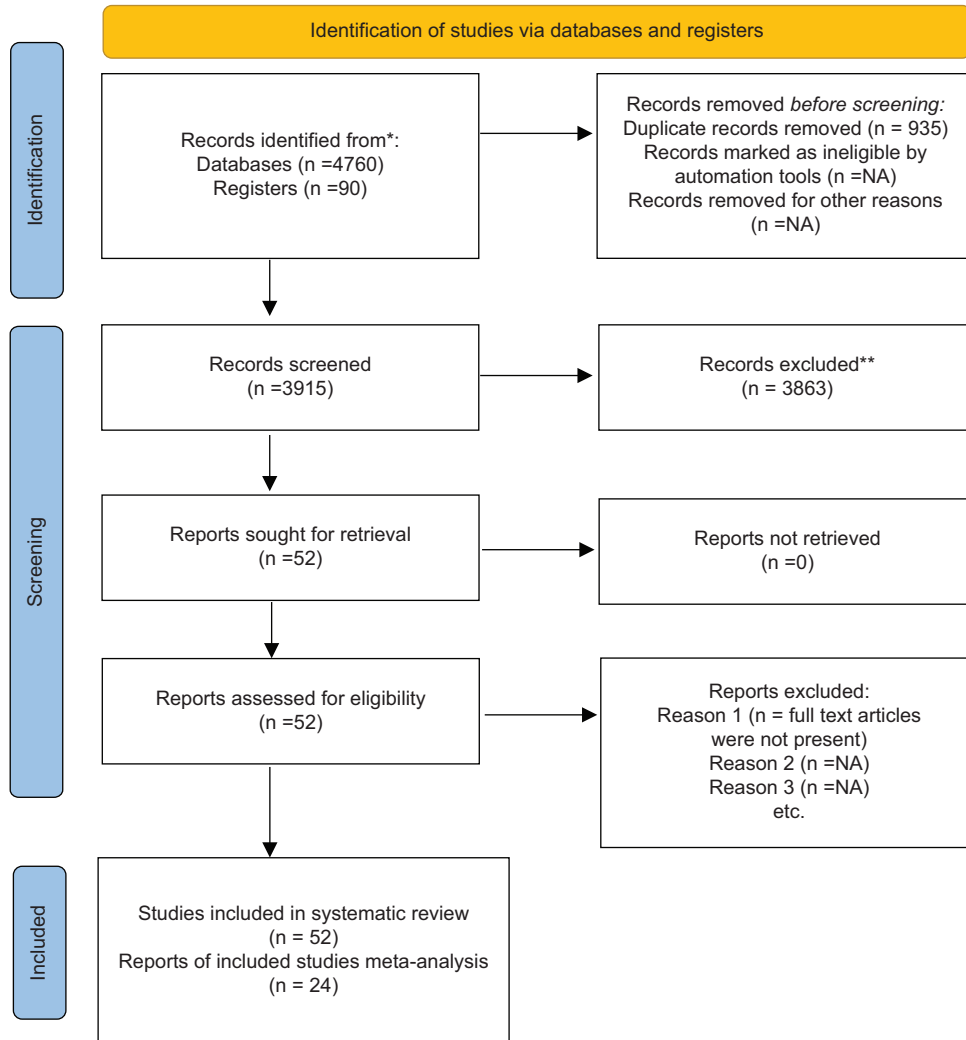 Identification of studies via databases and registers
Identification
Records identified from*:
Databases (n =4760)
Registers (n =90)
Records removed before screening:
Duplicate records removed (n = 935)
Records marked as ineligible by
automation tools (n =NA)
Records removed for other reasons
(n =NA)
Screening
Records screened
(n =3915)
Records excluded**
(n = 3863)
Reports sought for retrieval
(n =52)
Reports not retrieved
(n =0)
Reports assessed for eligibility
(n =52)
Reports excluded:
Reason 1 (n = full text articles
were not present)
Reason 2 (n =NA)
Reason 3 (n =NA)
etc.
Included
Studies included in systematic review
(n = 52)
Reports of included studies meta-analysis
(n = 24)